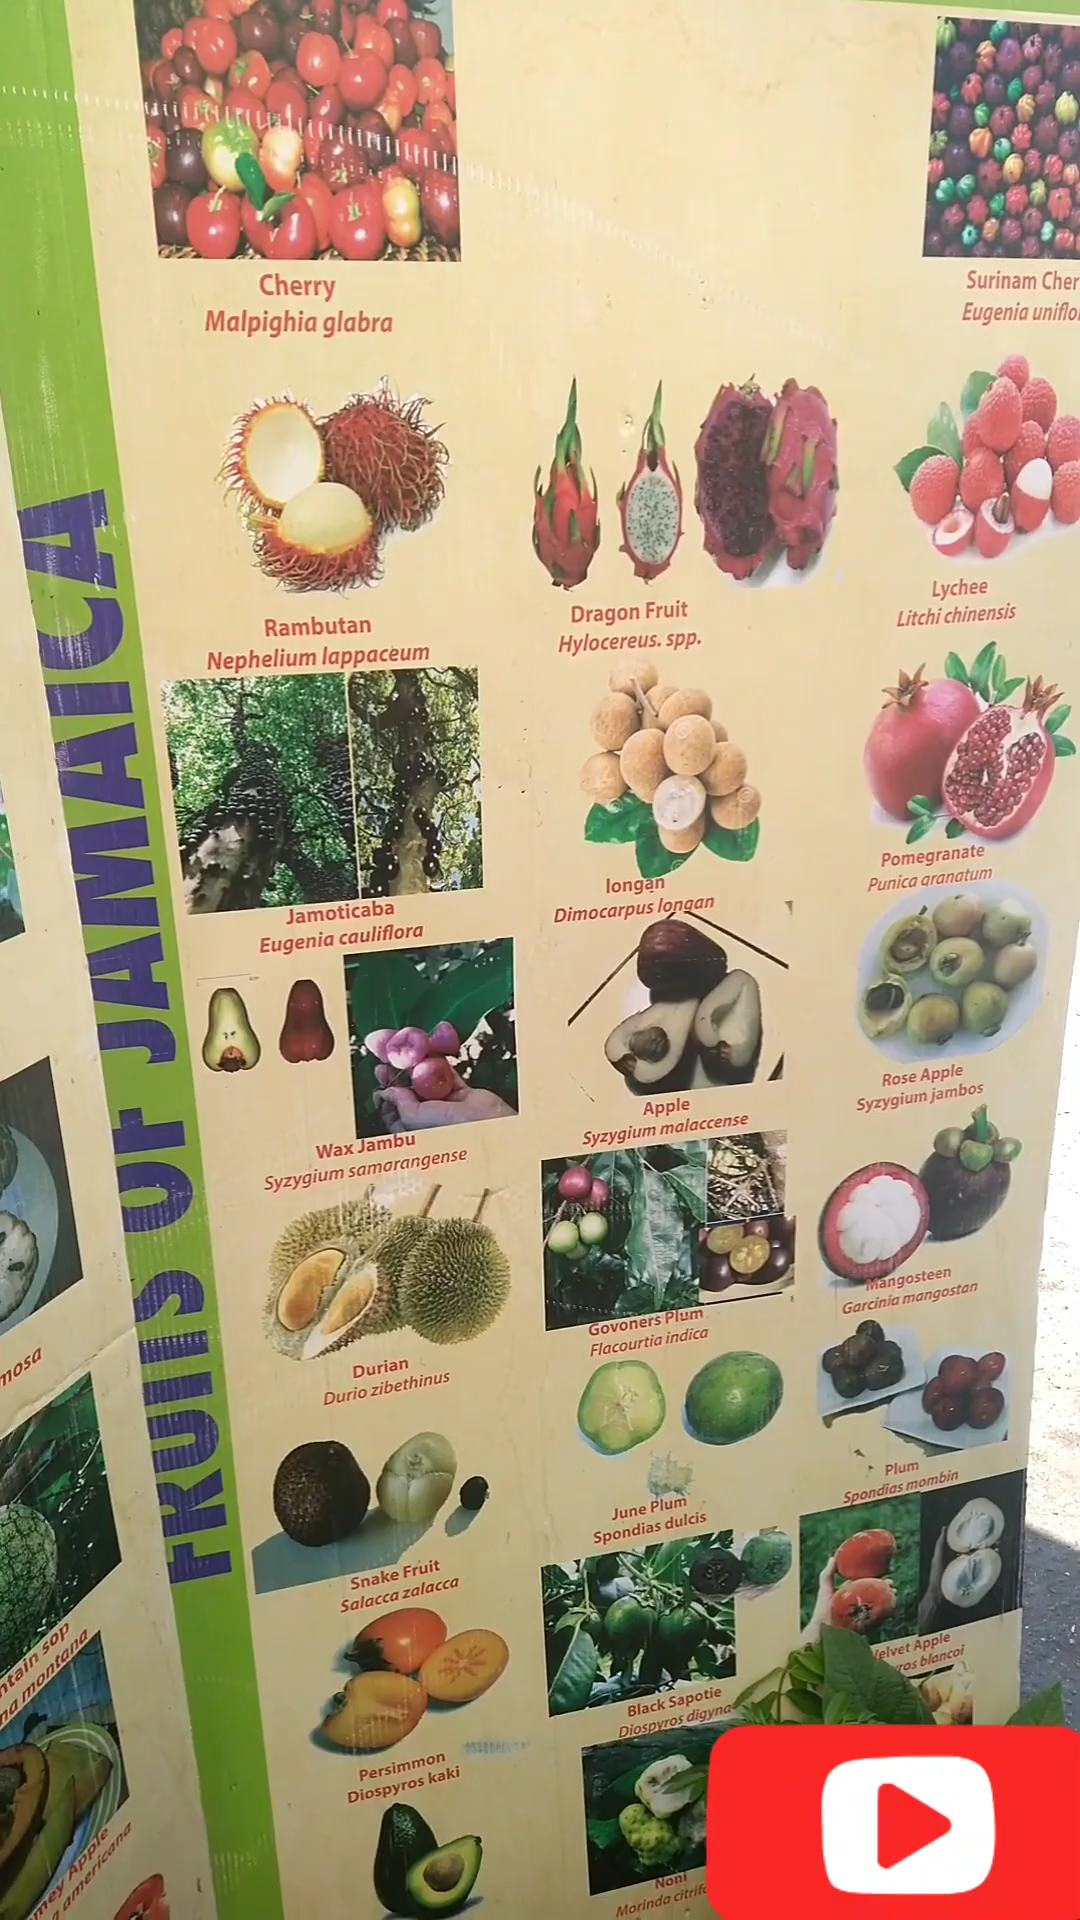 FRUITS OF JAMAICA
Cherry
Malpighia glabra
Surinam Cher
Eugenia uniflo
Rambutan
Nephelium lappaceum
Dragon Fruit
Hylocereus. spp.
Lychee
Litchi chinensis
Jamoticaba
Eugenia cauliflora
longan
Dimocarpus longan
Pomegranate
Punica granatum
Wax Jambu
Syzygium samarangense
Apple
Syzygium malaccense
Rose Apple
Syzygium jambos
Durian
Durio zibethinus
Govoners Plum
Flacourtia indica
Mangosteen
Garcinia mangostan
Snake Fruit
Salacca zalacca
June Plum
Spondias dulcis
Plum
Spondias mombin
Persimmon
Diospyros kaki
Black Sapotie
Diospyros digyna
Velvet Apple
yros blancoi
Noni
Morinda citrifo
mosa
ntain sop
na montana
mey Apple
a americana